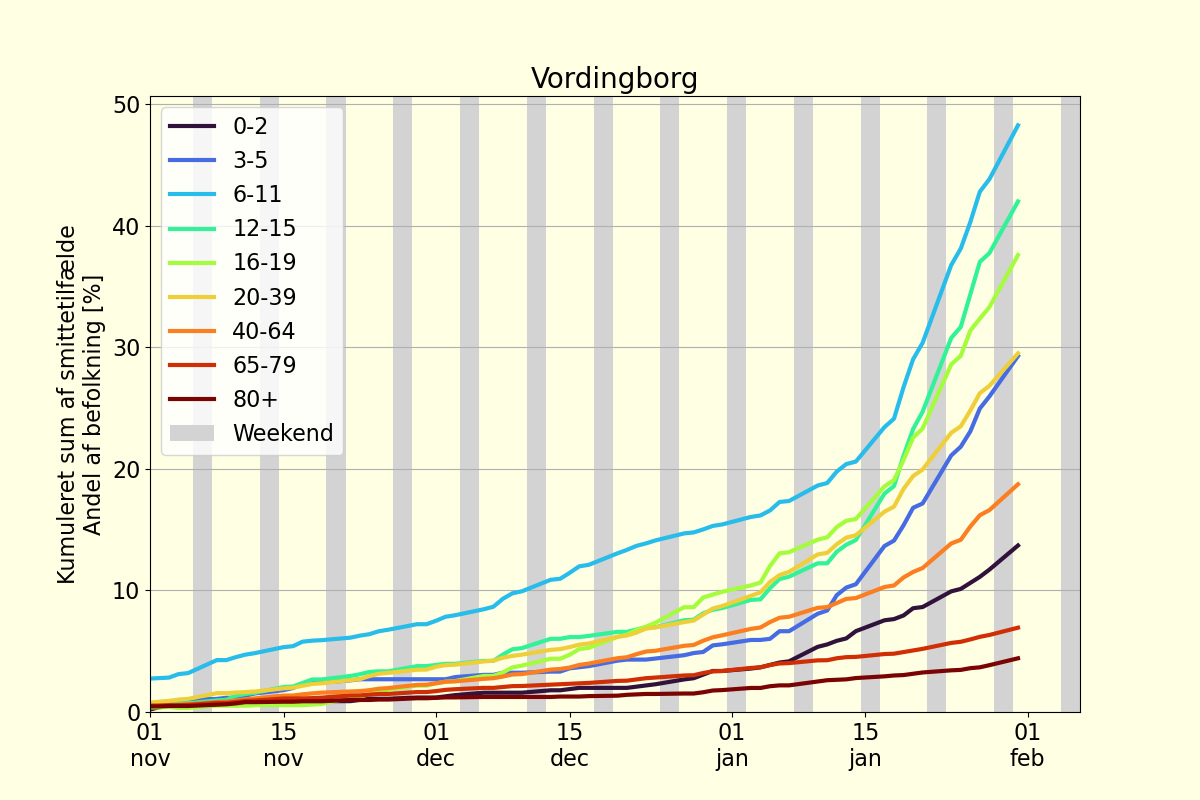 Vordingborg
Kumuleret sum af smittetilfælde
Andel af befolkning [%]
50
40
30
20
10
0
0-2
3-5
6-11
12-15
16-19
20-39
40-64
65-79
80+
Weekend
01 15 01 15 01 15 01
nov nov dec dec jan jan feb